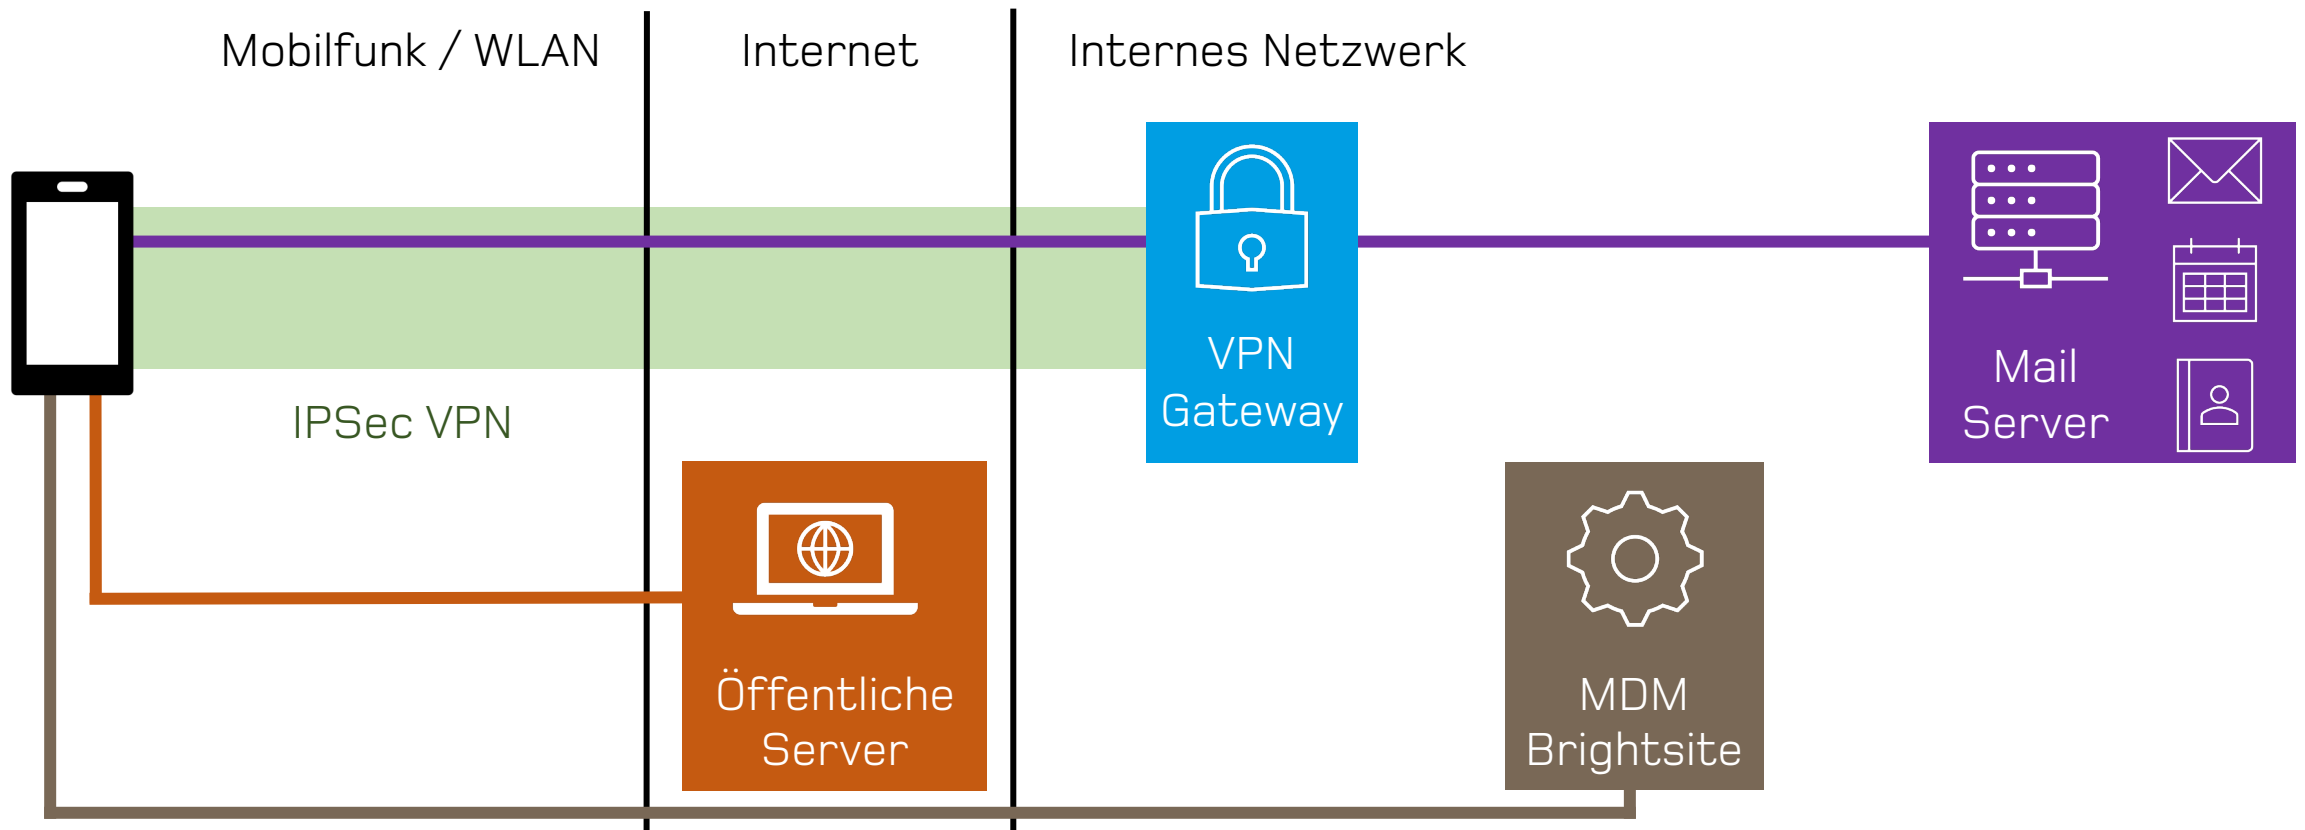 Mobilfunk / WLAN
Internet
Internes Netzwerk
IPSec VPN
VPN
Gateway
Mail
Server
Öffentliche
Server
MDM
Brightsite